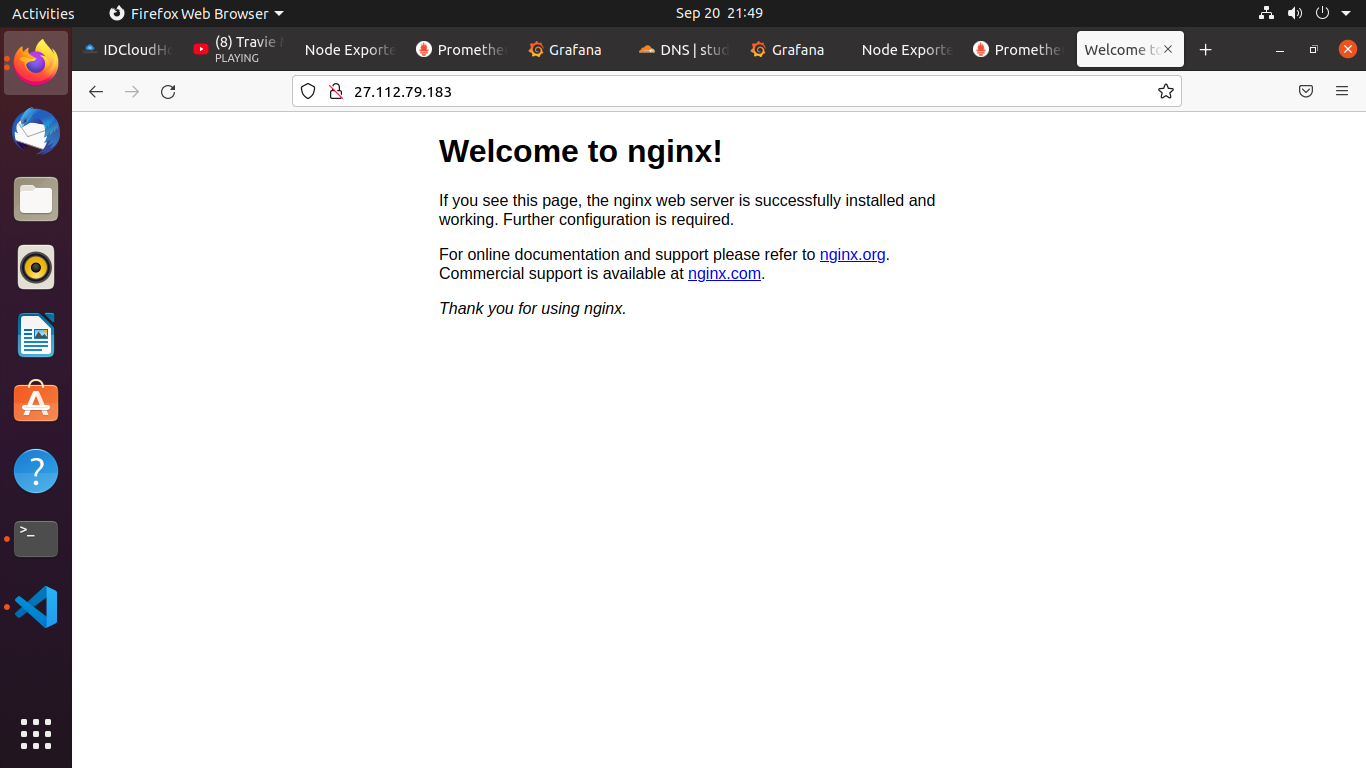 Activities
Firefox Web Browser
Sep 20 21:49
IDCloudHo
(8) Travie
PLAYING
Node Exporte
Promethe
Grafana
DNS | stud
Grafana
Node Exporte
Promethe
Welcome to
27.112.79.183
Welcome to nginx!
If you see this page, the nginx web server is successfully installed and
working. Further configuration is required.
For online documentation and support please refer to nginx.org.
Commercial support is available at nginx.com.
Thank you for using nginx.